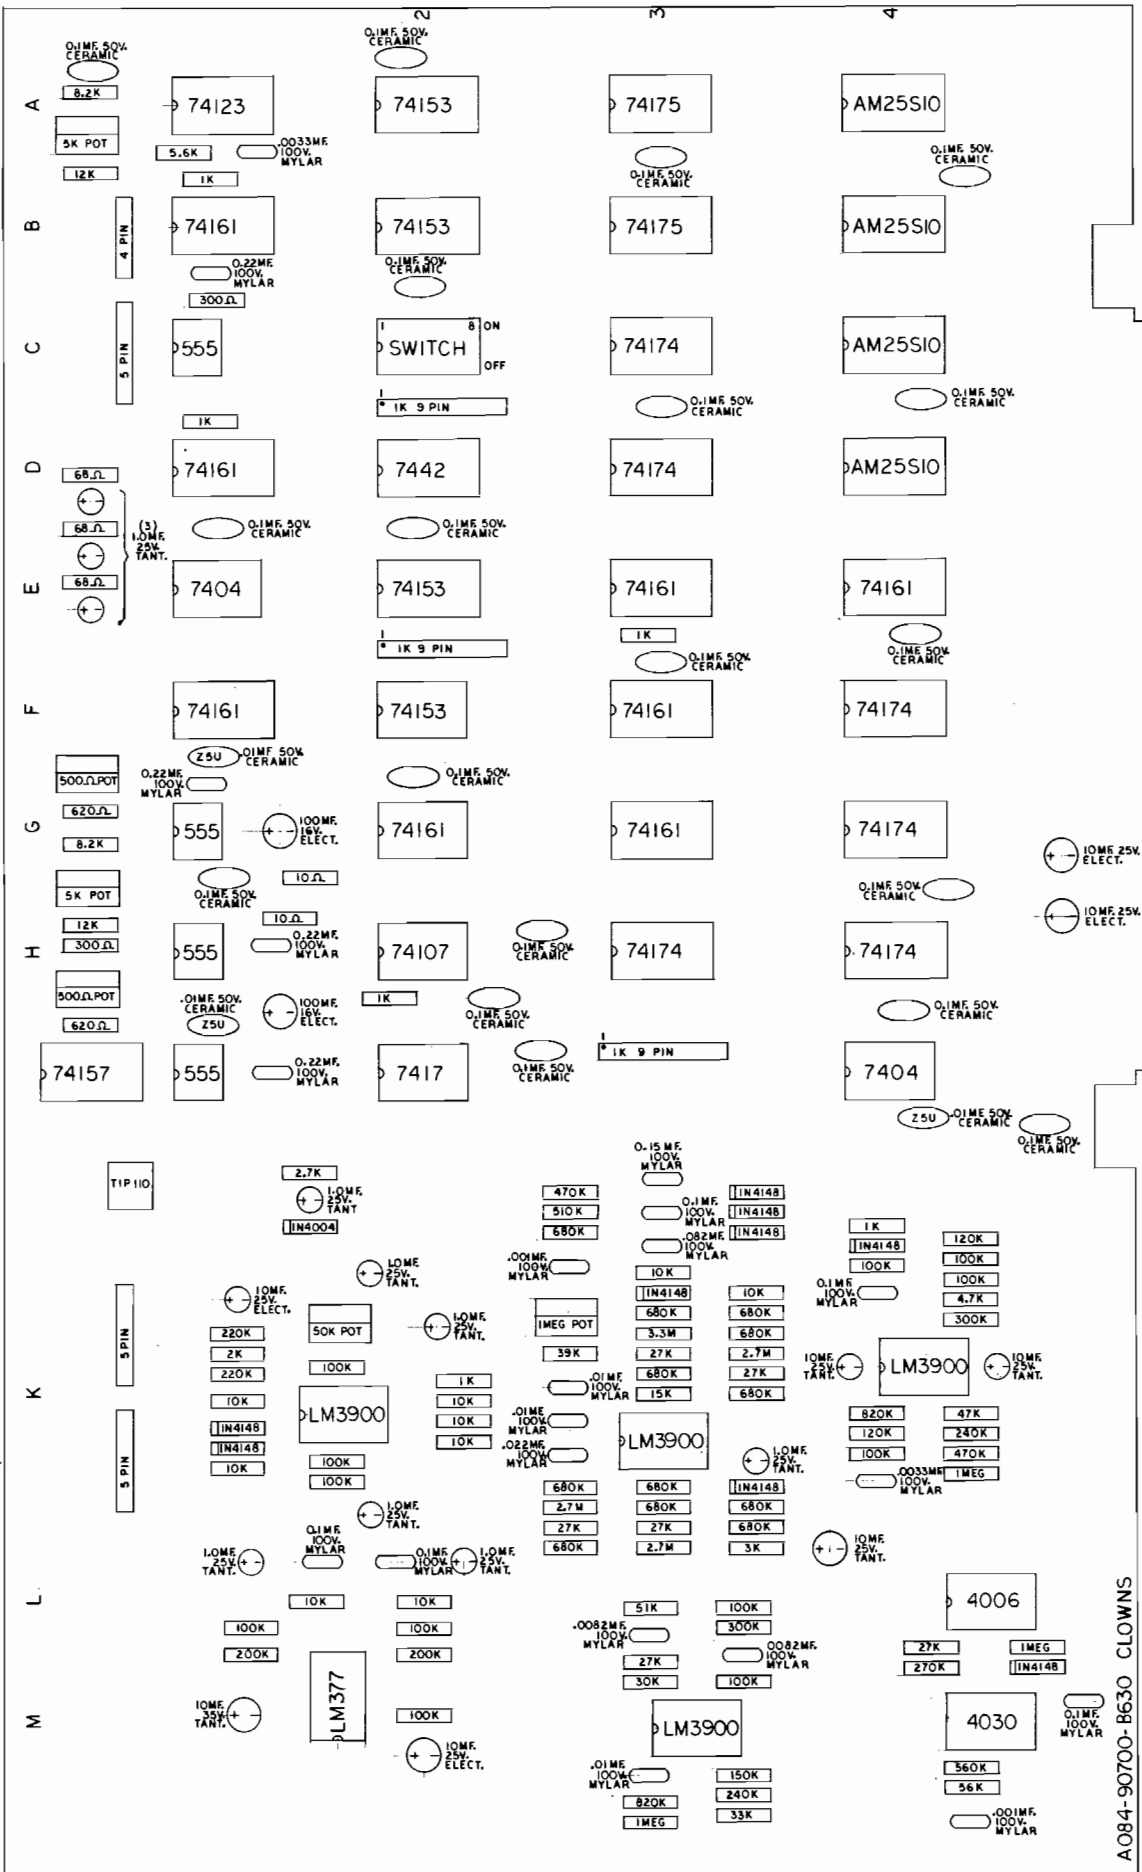 2
3
4
0.1MF. 50V.
CERAMIC
0.1MF. 50V.
CERAMIC
A
8.2K
74123
74153
74175
AM25S10
5K POT
5.6K
.0033MF.
100V.
MYLAR
0.1MF. 50V.
CERAMIC
0.1MF. 50V.
CERAMIC
12K
1K
B
4 PIN
74161
74153
74175
AM25S10
0.22MF.
100V.
MYLAR
0.1MF. 50V.
CERAMIC
300Ω
C
5 PIN
555
1
8 ON
SWITCH
OFF
74174
AM25S10
1
1K 9 PIN
0.1MF. 50V.
CERAMIC
0.1MF. 50V.
CERAMIC
1K
D
68Ω
74161
7442
74174
AM25S10
68Ω
(3)
1.0MF.
25V.
TANT.
0.1MF. 50V.
CERAMIC
0.1MF. 50V.
CERAMIC
E
68Ω
7404
74153
74161
74161
1
1K 9 PIN
1K
0.1MF. 50V.
CERAMIC
0.1MF. 50V.
CERAMIC
F
74161
74153
74161
74174
Z5U
.01MF. 50V.
CERAMIC
500Ω POT
0.22MF.
100V.
MYLAR
0.1MF. 50V.
CERAMIC
G
620Ω
8.2K
555
100MF.
16V.
ELECT.
74161
74161
74174
10MF. 25V.
ELECT.
5K POT
0.1MF. 50V.
CERAMIC
10Ω
0.1MF. 50V.
CERAMIC
10MF. 25V.
ELECT.
H
12K
300Ω
10Ω
555
0.22MF.
100V.
MYLAR
74107
0.1MF. 50V.
CERAMIC
74174
74174
500Ω POT
.01MF. 50V.
CERAMIC
Z5U
100MF.
16V.
ELECT.
1K
0.1MF. 50V.
CERAMIC
0.1MF. 50V.
CERAMIC
620Ω
74157
555
0.22MF.
100V.
MYLAR
7417
0.1MF. 50V.
CERAMIC
1
1K 9 PIN
7404
Z5U
.01MF. 50V.
CERAMIC
0.1MF. 50V.
CERAMIC
TIP110
2.7K
1.0MF.
25V.
TANT
IN4004
470K
510K
680K
0.15MF.
100V.
MYLAR
0.1MF.
100V.
MYLAR
.082MF.
100V.
MYLAR
IN4148
IN4148
IN4148
1K
IN4148
100K
120K
100K
100K
4.7K
300K
1.0MF
25V.
TANT.
.001MF.
100V.
MYLAR
10K
IN4148
680K
3.3M
27K
680K
15K
10K
680K
680K
2.7M
27K
680K
0.1MF
100V.
MYLAR
K
5 PIN
10MF.
25V.
ELECT.
50K POT
1.0MF.
25V.
TANT.
1MEG POT
220K
2K
220K
10K
IN4148
IN4148
10K
100K
LM3900
100K
100K
1K
10K
10K
10K
39K
.01MF
100V.
MYLAR
.01MF
100V.
MYLAR
.022MF.
100V.
MYLAR
LM3900
10MF.
25V.
TANT.
LM3900
10MF.
25V.
TANT.
820K
120K
100K
47K
240K
470K
1MEG
.0033MF
100V.
MYLAR
5 PIN
1.0MF.
25V.
TANT.
680K
2.7M
27K
680K
680K
680K
27K
2.7M
IN4148
680K
680K
3K
1.0MF.
25V.
TANT.
10MF.
25V.
TANT.
L
1.0MF.
25V.
TANT.
0.1MF.
100V.
MYLAR
0.1MF.
100V.
MYLAR
1.0MF.
25V.
TANT.
10K
10K
100K
100K
200K
200K
51K
100K
300K
.0082MF.
100V.
MYLAR
.0082MF.
100V.
MYLAR
27K
30K
100K
4006
27K
270K
1MEG
IN4148
M
10MF.
35V.
TANT.
LM377
100K
10MF.
25V.
ELECT.
LM3900
4030
0.1MF.
100V.
MYLAR
.01MF.
100V.
MYLAR
150K
240K
33K
820K
1MEG
560K
56K
.001MF.
100V.
MYLAR
A084-90700-B630 CLOWNS